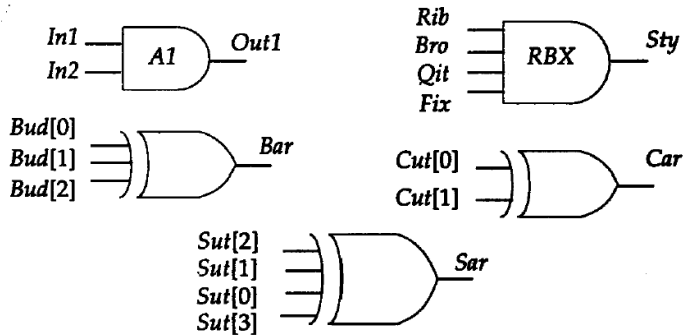 In1
In2
A1
Out1
Rib
Bro
Qit
Fix
RBX
Sty
Bud[0]
Bud[1]
Bud[2]
Bar
Cut[0]
Cut[1]
Car
Sut[2]
Sut[1]
Sut[0]
Sut[3]
Sar